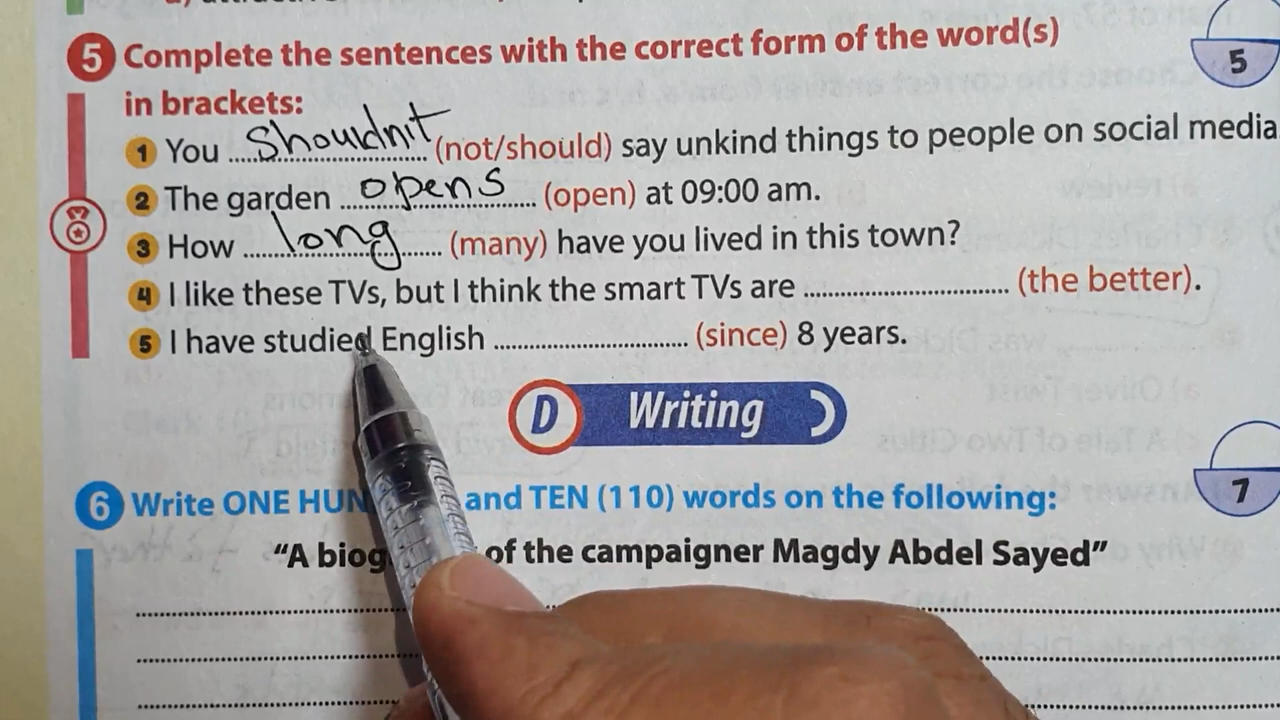 5 Complete the sentences with the correct form of the word(s)
5
in brackets:
1 You shouldn't (not/should) say unkind things to people on social media
2 The garden opens (open) at 09:00 am.
3 How long (many) have you lived in this town?
4 I like these TVs, but I think the smart TVs are .................... (the better).
5 I have studied English .................... (since) 8 years.
D Writing
7
6 Write ONE HUN and TEN (110) words on the following:
"A biog of the campaigner Magdy Abdel Sayed"